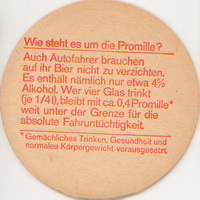 Wie steht es um die Promille?
Auch Autofahrer brauchen
auf ihr Bier nicht zu verzichten.
Es enthält nämlich nur etwa 4%
Alkohol. Wer vier Glas trinkt
(je 1/4 l), bleibt mit ca. 0,4 Promille*
weit unter der Grenze für die
absolute Fahruntüchtigkeit.
* Gemächliches Trinken, Gesundheit und
normales Körpergewicht vorausgesetzt.